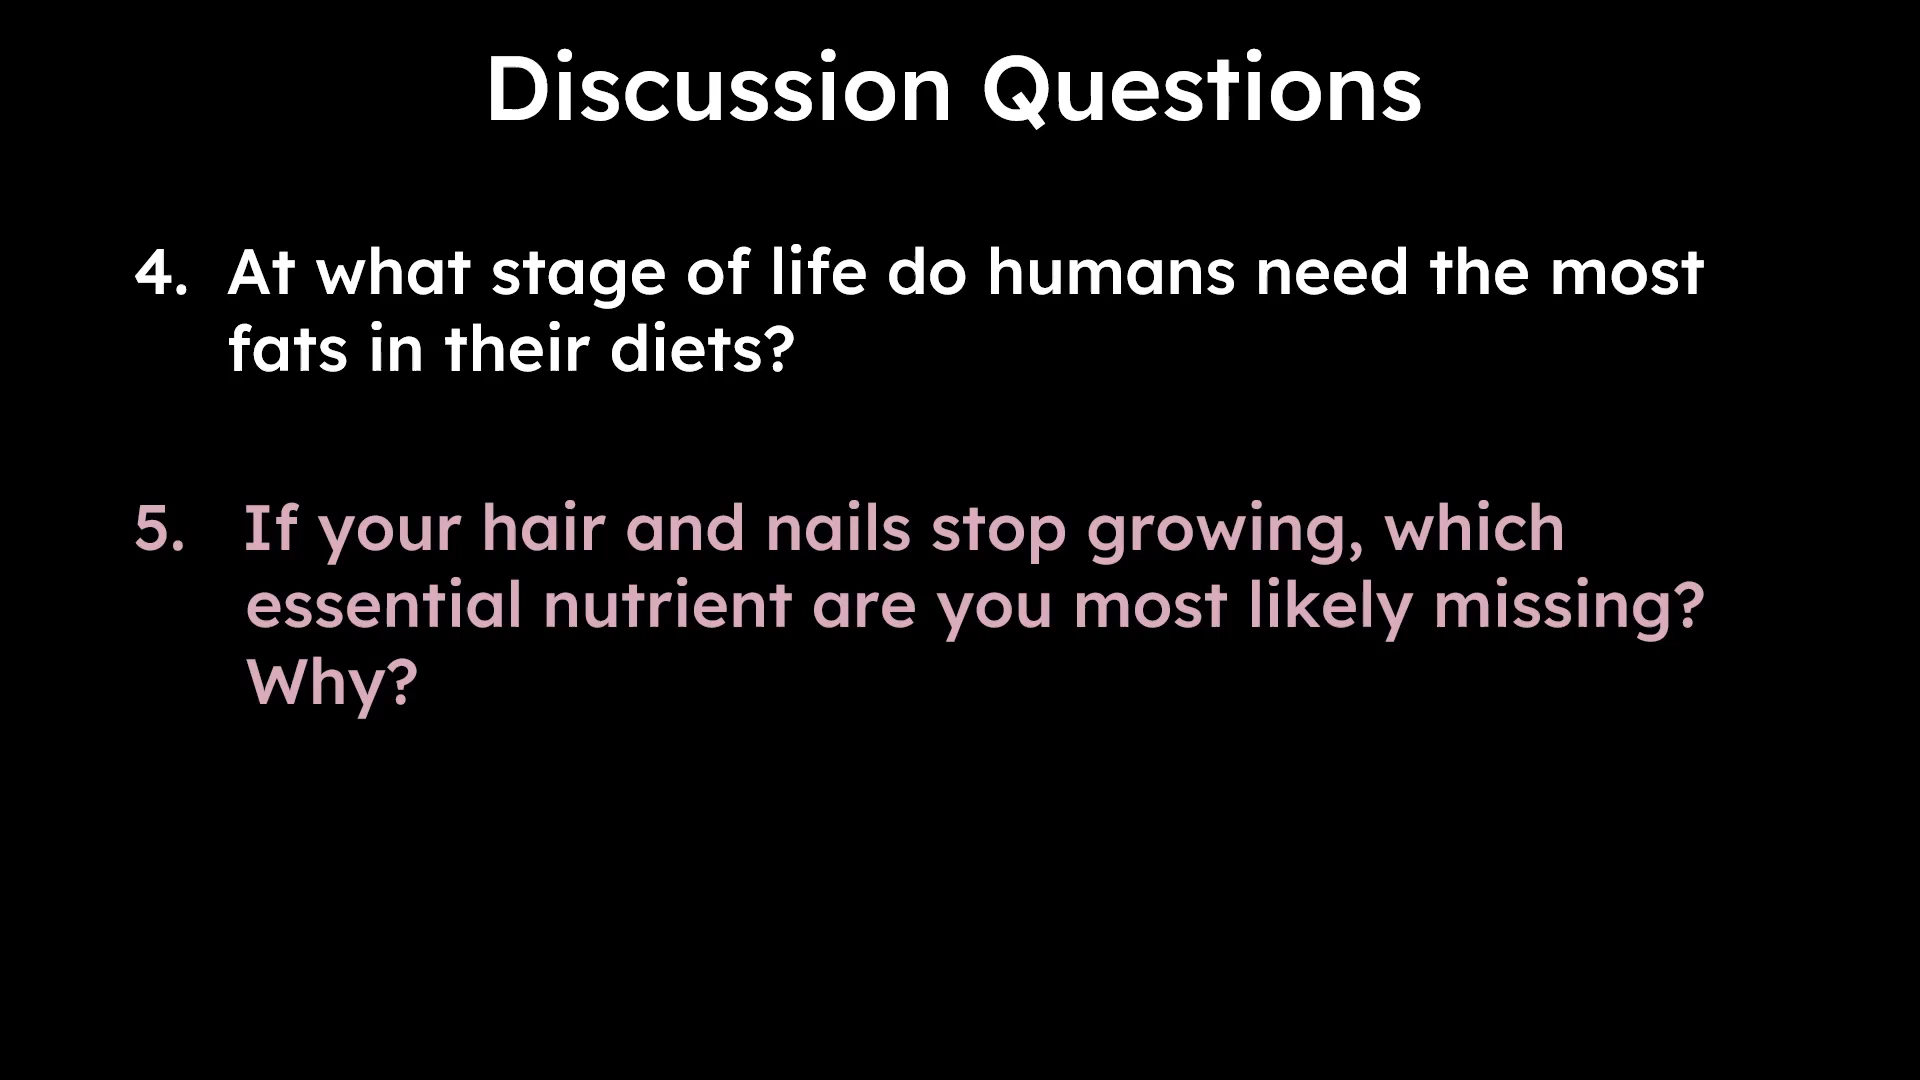 Discussion Questions
4. At what stage of life do humans need the most
fats in their diets?
5. If your hair and nails stop growing, which
essential nutrient are you most likely missing?
Why?